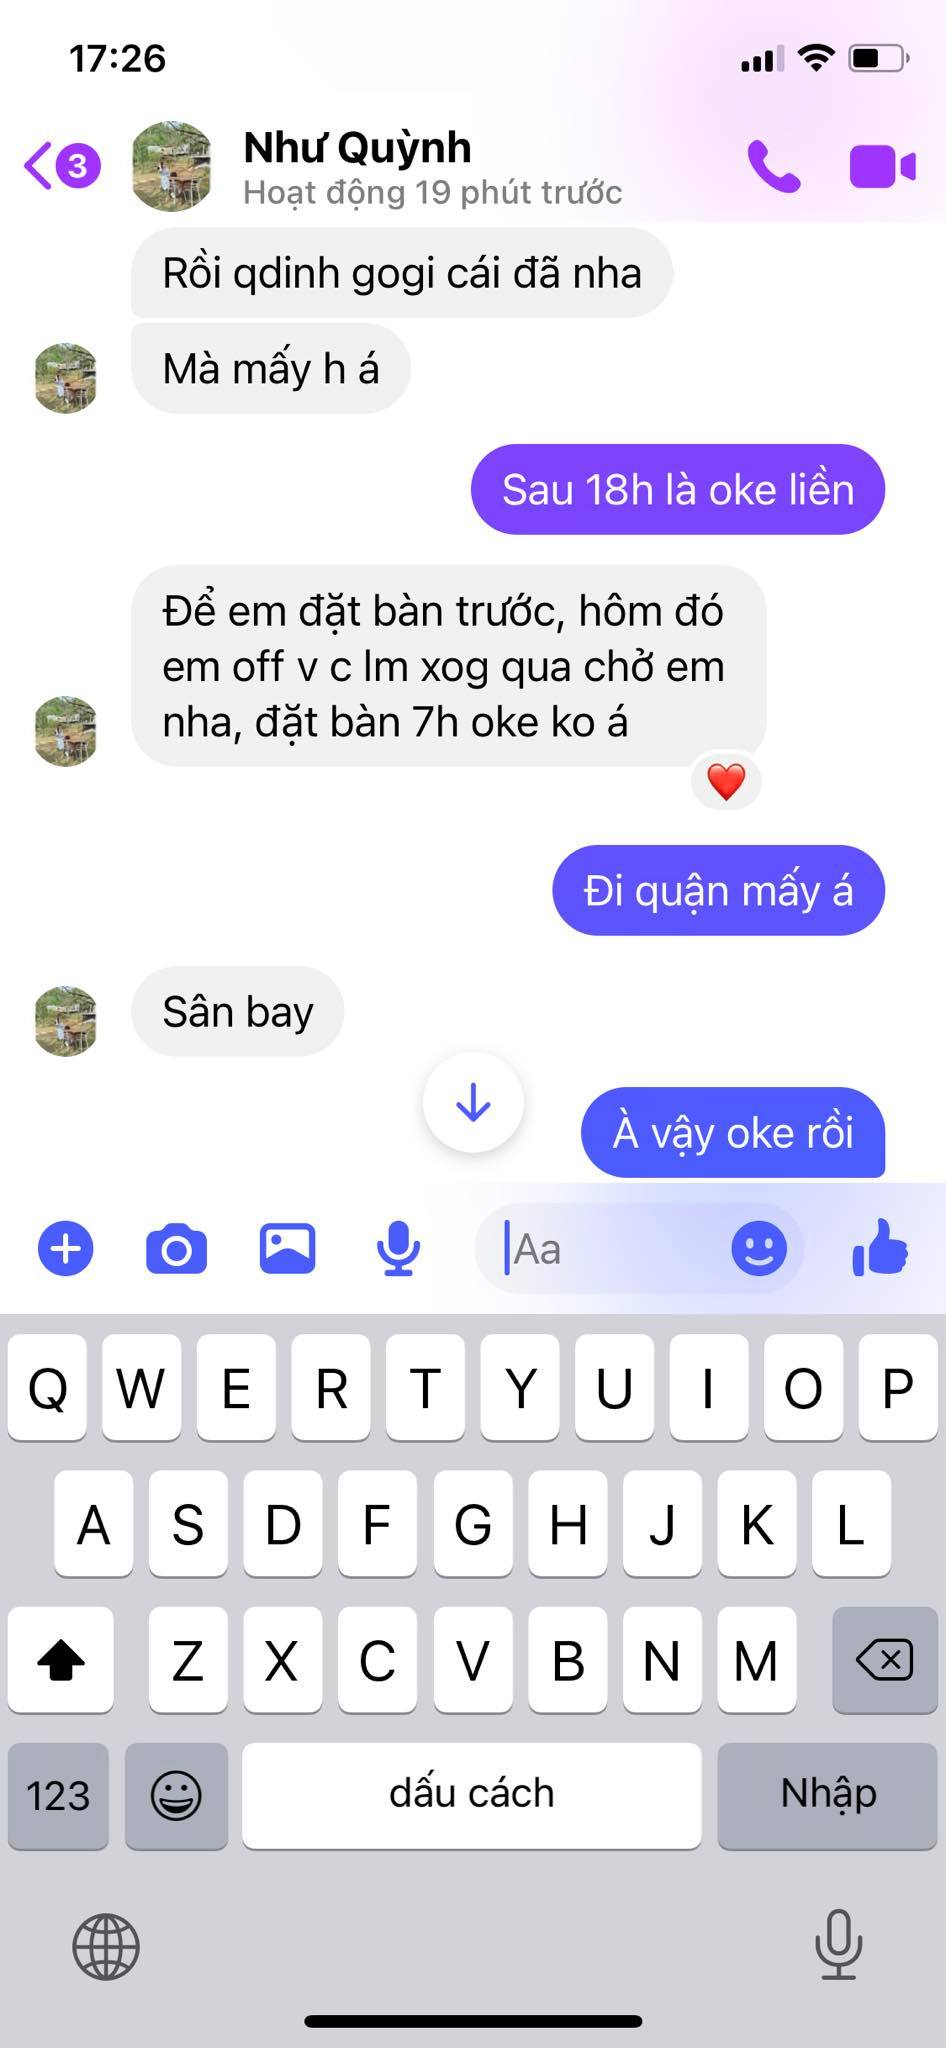 17:26
3
Như Quỳnh
Hoạt động 19 phút trước
Rồi qdinh gogi cái đã nha
Mà mấy h á
Sau 18h là oke liền
Để em đặt bàn trước, hôm đó
em off v c lm xog qua chở em
nha, đặt bàn 7h oke ko á
Đi quận mấy á
Sân bay
À vậy oke rồi
Aa
Q W E R T Y U I O P
A S D F G H J K L
Z X C V B N M
123 dấu cách Nhập